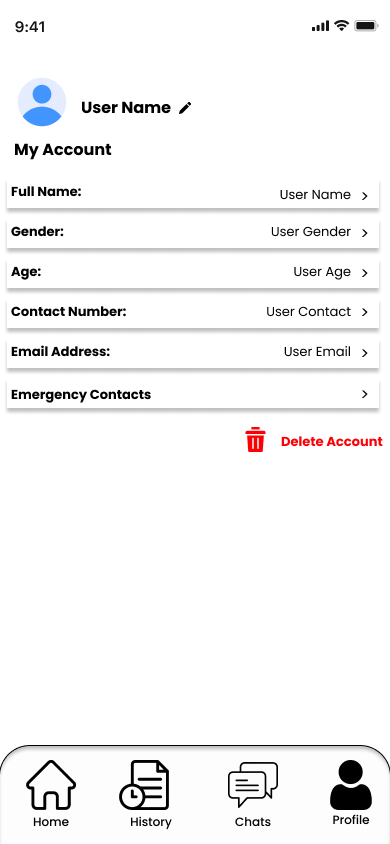 9:41
User Name
My Account
Full Name: User Name
Gender: User Gender
Age: User Age
Contact Number: User Contact
Email Address: User Email
Emergency Contacts
Delete Account
Home History Chats Profile